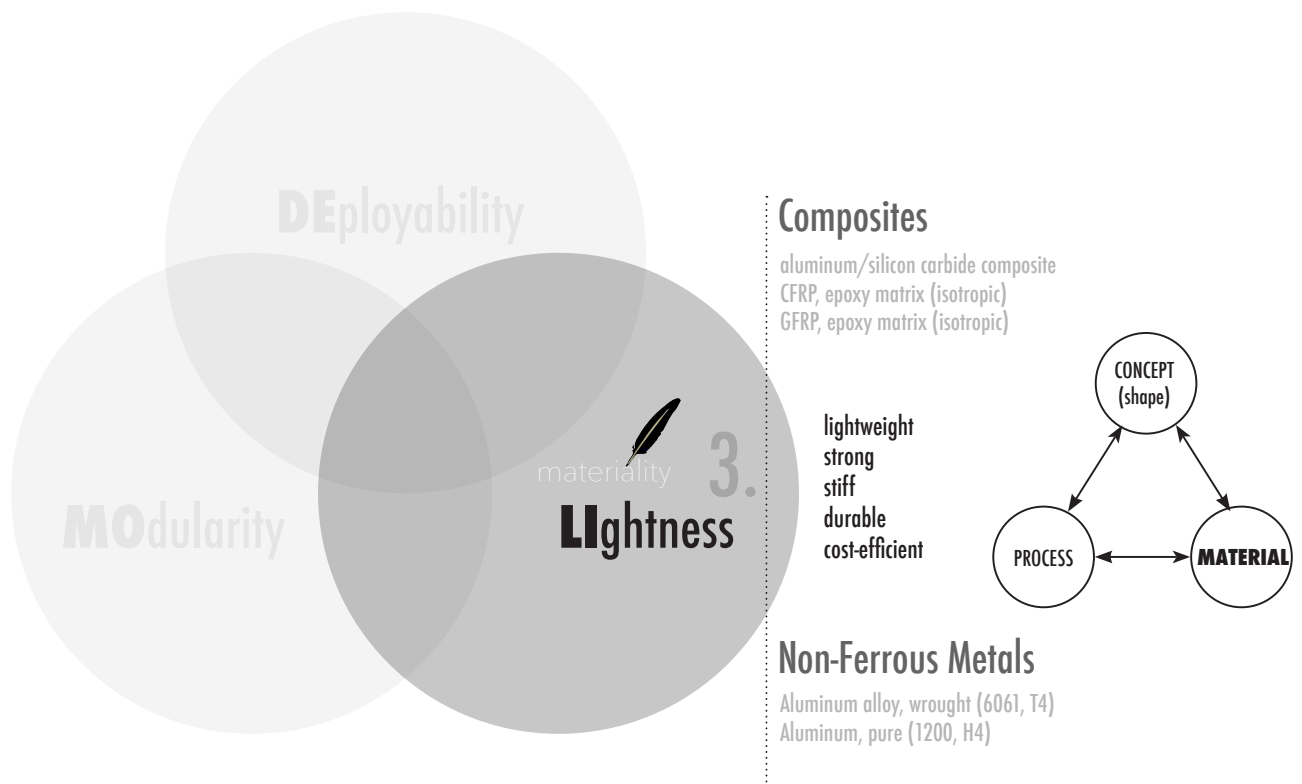 DEployability
MOdularity
materiality
3.
LIghtness
Composites
aluminum/silicon carbide composite
CFRP, epoxy matrix (isotropic)
GFRP, epoxy matrix (isotropic)
lightweight
strong
stiff
durable
cost-efficient
CONCEPT
(shape)
PROCESS
MATERIAL
Non-Ferrous Metals
Aluminum alloy, wrought (6061, T4)
Aluminum, pure (1200, H4)